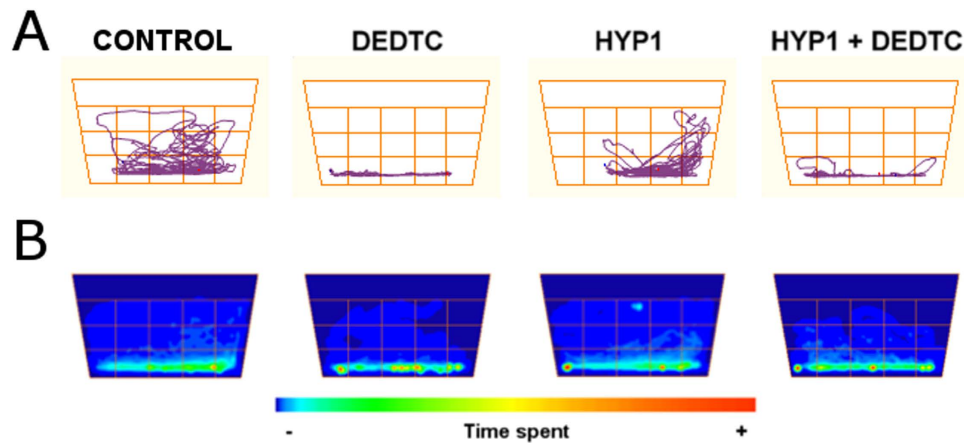 A
CONTROL DEDTC HYP1 HYP1 + DEDTC
B
- Time spent +